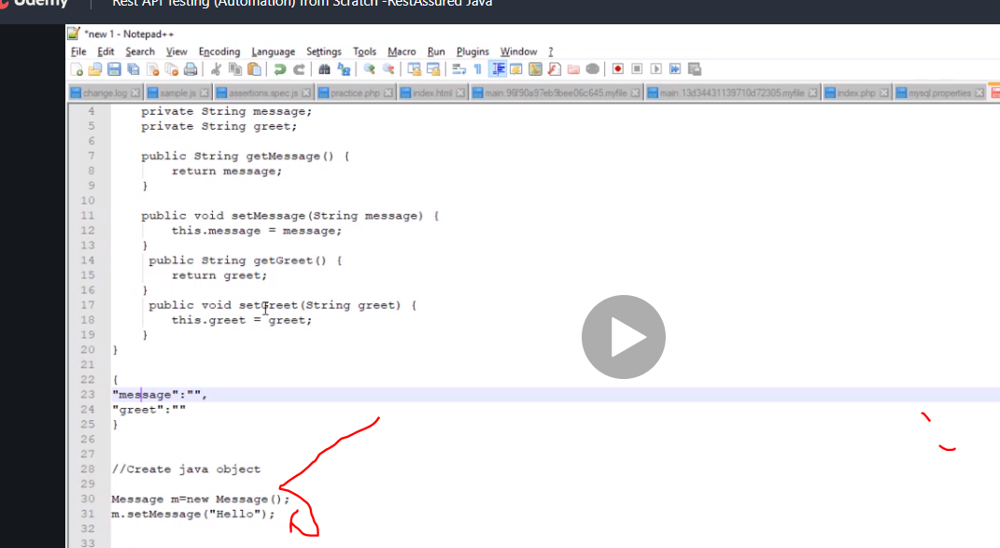 Udemy
Rest API Testing (Automation) from Scratch -RestAssured Java
*new 1 - Notepad++
File Edit Search View Encoding Language Settings Tools Macro Run Plugins Window ?
change.log sample.js assertions.spec.js practice.php index.html main.96f90a97eb9bee06c645.myfile main.13d34431139710d72305.myfile index.php mysql.properties
4 private String message;
5 private String greet;
6
7 public String getMessage() {
8 return message;
9 }
10
11 public void setMessage(String message) {
12 this.message = message;
13 }
14 public String getGreet() {
15 return greet;
16 }
17 public void setGreet(String greet) {
18 this.greet = greet;
19 }
20 }
21
22 {
23 "message":"",
24 "greet":""
25 }
26
27
28 //Create java object
29
30 Message m=new Message();
31 m.setMessage("Hello");
32
33